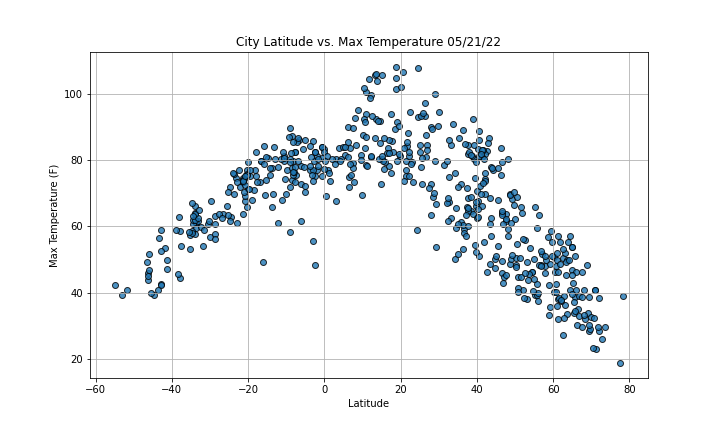 City Latitude vs. Max Temperature 05/21/22
Max Temperature (F)
100
80
60
40
20
−60 −40 −20 0 20 40 60 80
Latitude